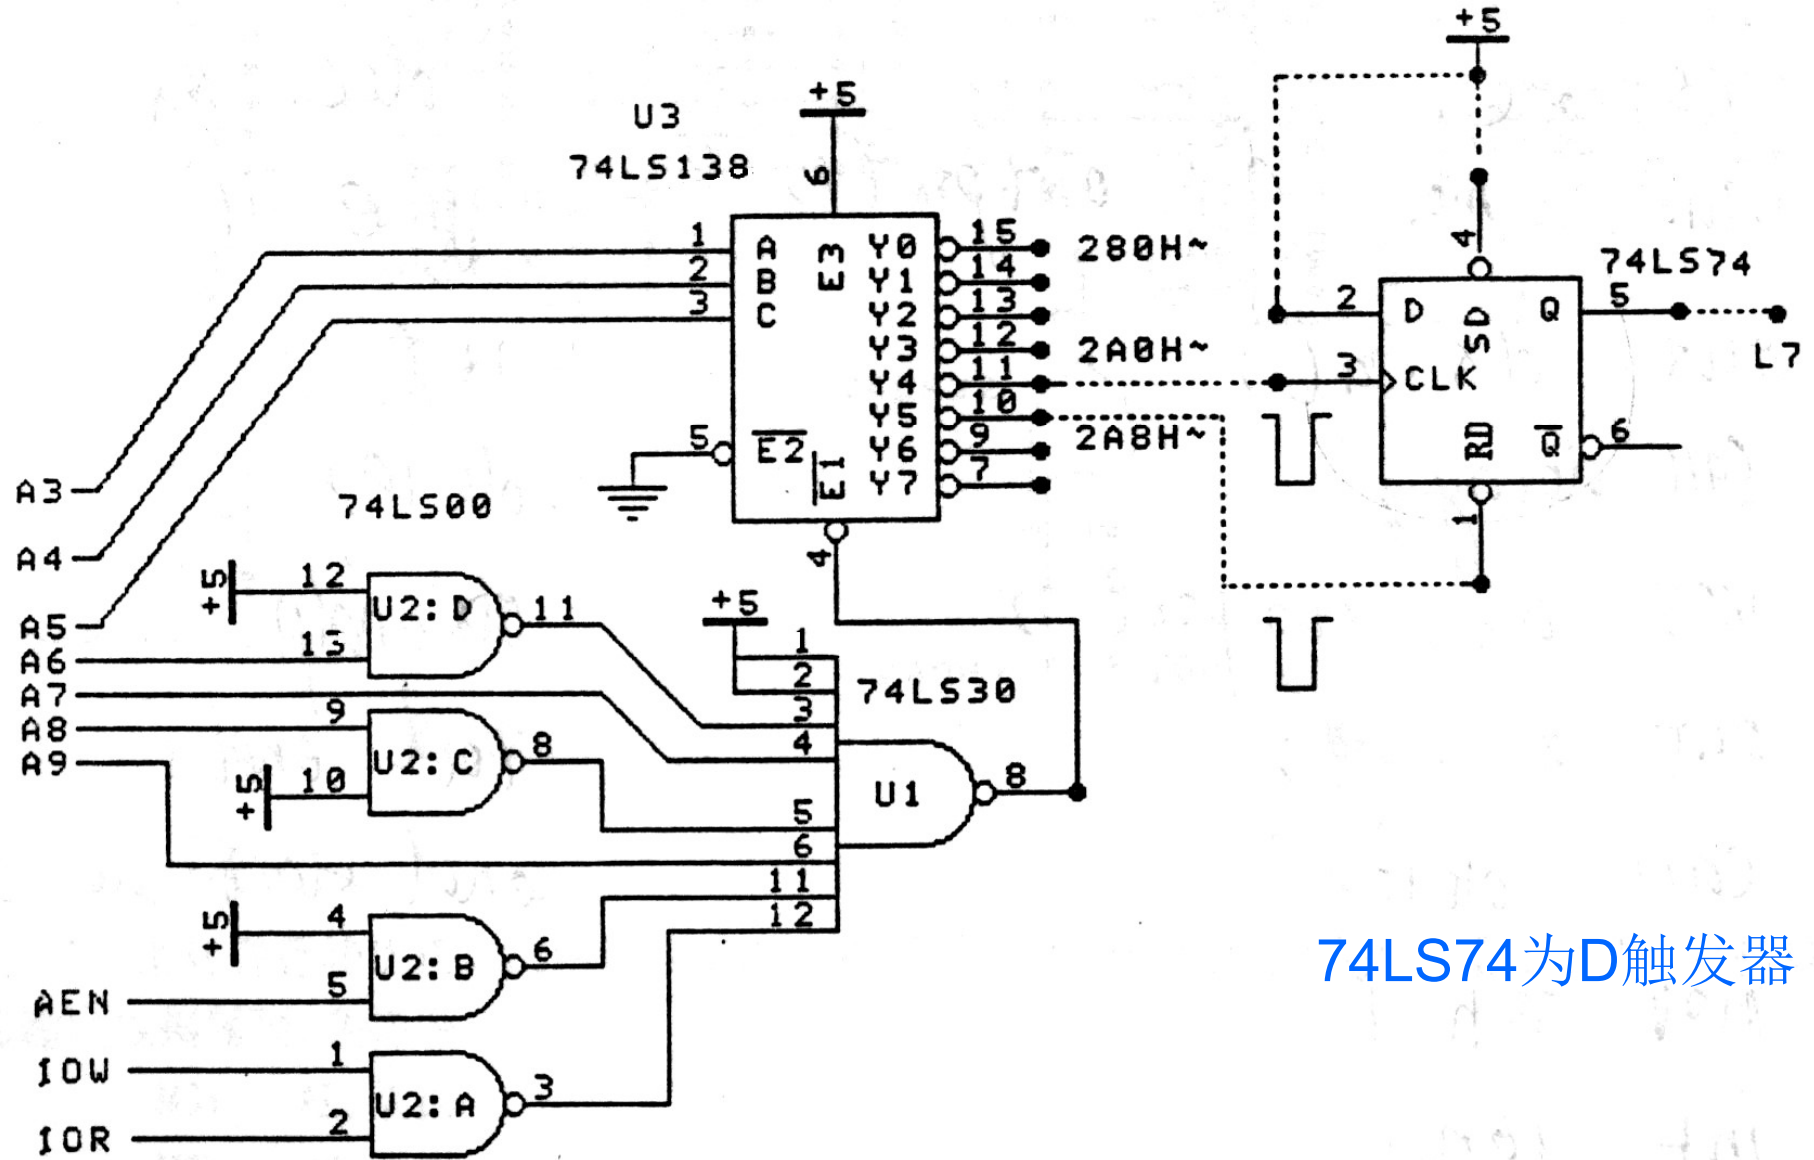 +5
+5
U3
74LS138
6
1
2
3
A
B
C
E3
Y0
Y1
Y2
Y3
Y4
Y5
Y6
Y7
15
14
13
12
11
10
9
7
280H~
2A0H~
2A8H~
5
E2
E1
4
4
74LS74
2
D
SD
Q
5
3
CLK
L7
RD
Q
6
1
A3
A4
A5
A6
A7
A8
A9
74LS00
+5
12
13
U2:D
11
9
10
+5
U2:C
8
+5
4
5
U2:B
6
AEN
IOW
IOR
1
2
U2:A
3
+5
1
2
3
4
5
6
11
12
74LS30
U1
8
74LS74为D触发器